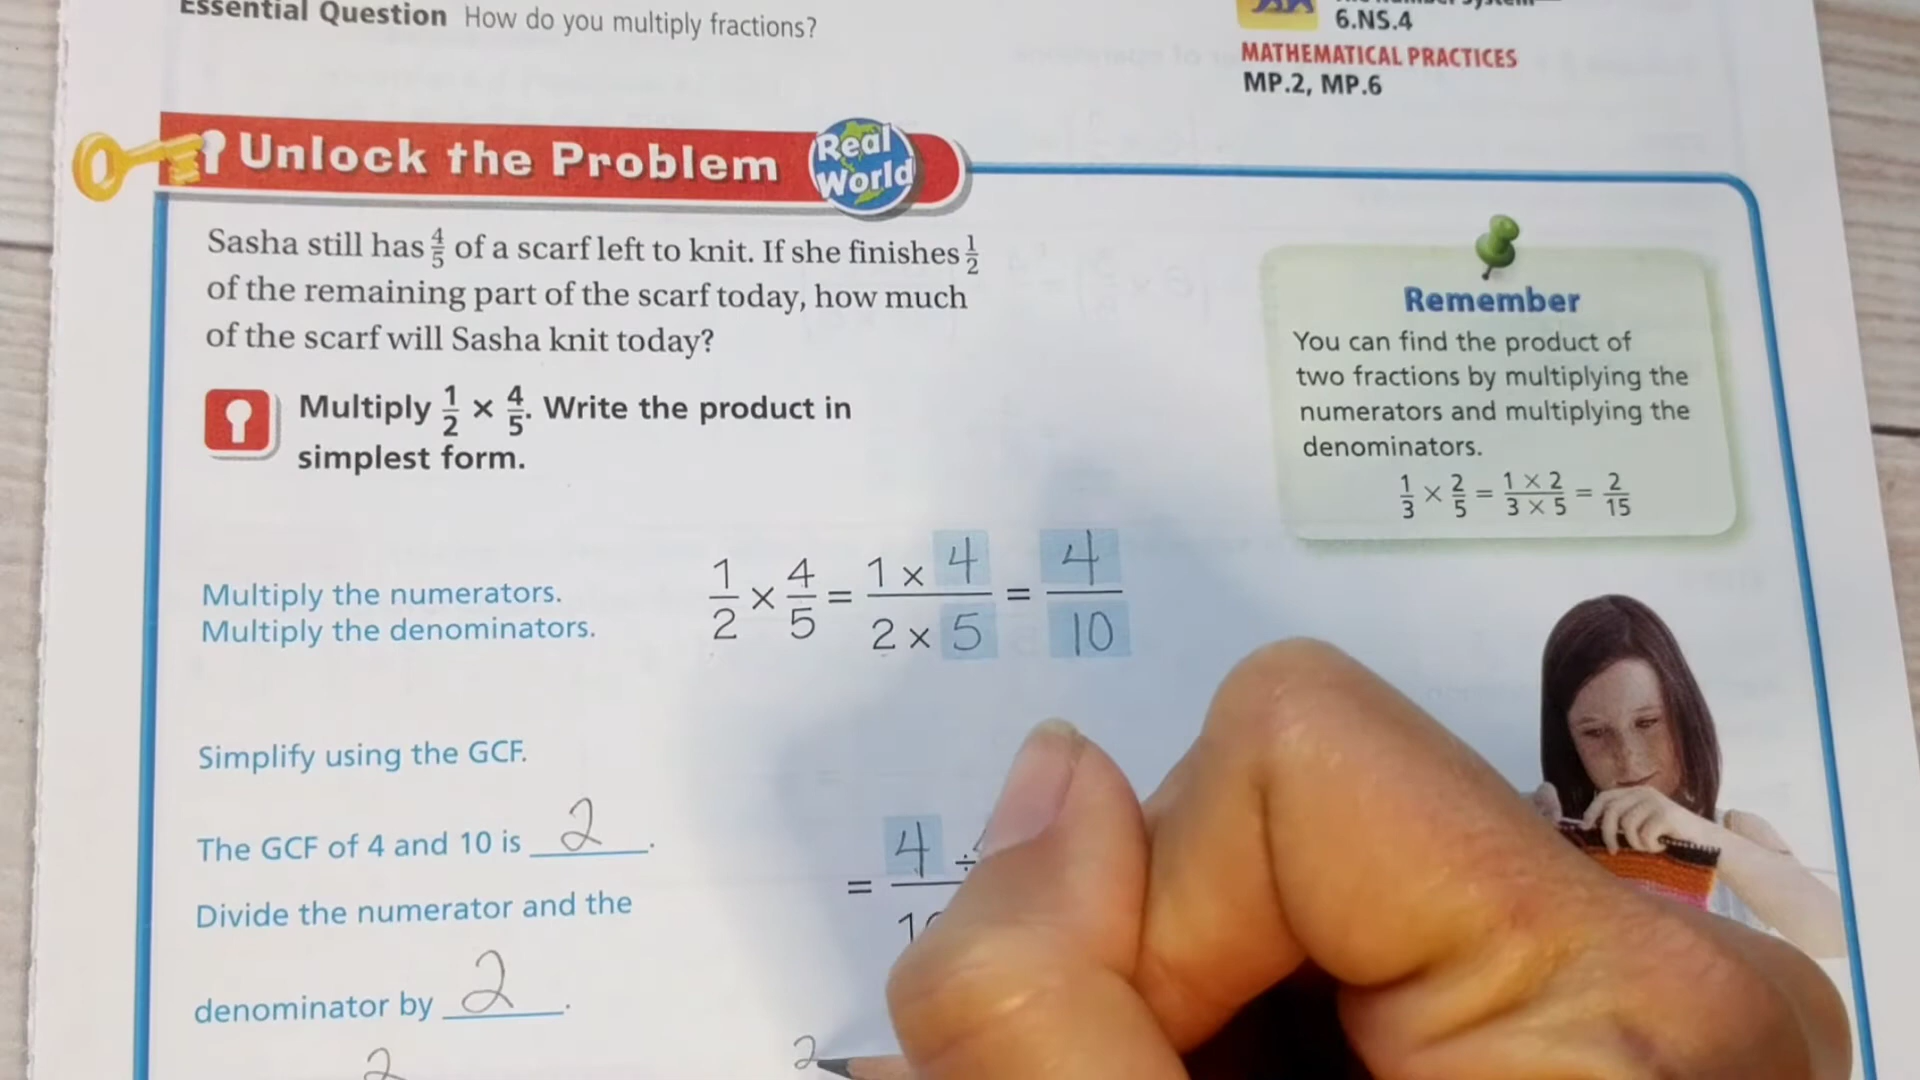 Essential Question How do you multiply fractions?
6.NS.4
MATHEMATICAL PRACTICES
MP.2, MP.6
Unlock the Problem Real World
Sasha still has 4/5 of a scarf left to knit. If she finishes 1/2
of the remaining part of the scarf today, how much
of the scarf will Sasha knit today?
Multiply 1/2 × 4/5. Write the product in
simplest form.
Remember
You can find the product of
two fractions by multiplying the
numerators and multiplying the
denominators.
1/3 × 2/5 = 1 × 2/3 × 5 = 2/15
Multiply the numerators.
Multiply the denominators.
1/2 × 4/5 = 1 × 4/2 × 5 = 4/10
Simplify using the GCF.
The GCF of 4 and 10 is 2.
= 4 ÷
Divide the numerator and the
denominator by 2.
2
2